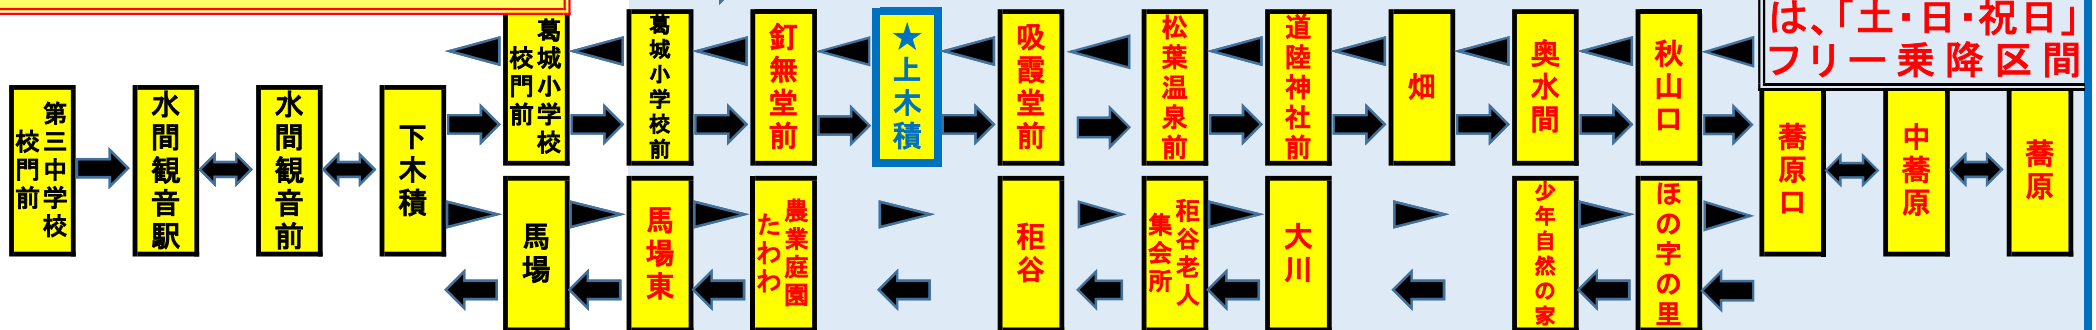 は、「土・日・祝日」
フリー乗降区間
葛城小学校
校門前
葛城小学校前
釘無堂前
★上木積
吸霞堂前
松葉温泉前
道陸神社前
畑
奥水間
秋山口
第三中学校
校門前
水間観音駅
水間観音前
下木積
蕎原口
中蕎原
蕎原
馬場
馬場東
農業庭園
たわわ
秬谷
秬谷老人
集会所
大川
少年自然の家
ほの字の里